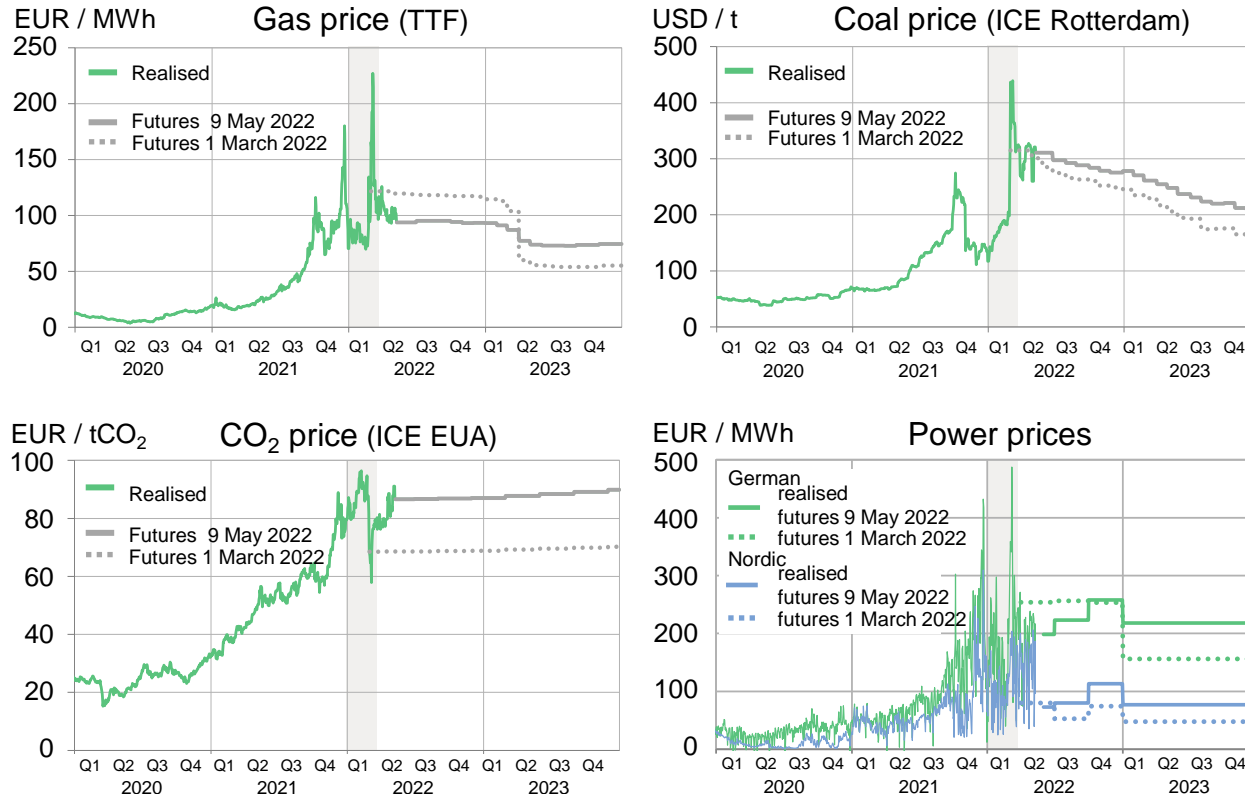 EUR / MWh Gas price (TTF)
250
200
150
100
50
0
Realised
Futures 9 May 2022
Futures 1 March 2022
Q1 Q2 Q3 Q4 Q1 Q2 Q3 Q4 Q1 Q2 Q3 Q4 Q1 Q2 Q3 Q4
2020 2021 2022 2023
USD / t Coal price (ICE Rotterdam)
500
400
300
200
100
0
Realised
Futures 9 May 2022
Futures 1 March 2022
Q1 Q2 Q3 Q4 Q1 Q2 Q3 Q4 Q1 Q2 Q3 Q4 Q1 Q2 Q3 Q4
2020 2021 2022 2023
EUR / tCO2 CO2 price (ICE EUA)
100
80
60
40
20
0
Realised
Futures 9 May 2022
Futures 1 March 2022
Q1 Q2 Q3 Q4 Q1 Q2 Q3 Q4 Q1 Q2 Q3 Q4 Q1 Q2 Q3 Q4
2020 2021 2022 2023
EUR / MWh Power prices
500
400
300
200
100
0
German
realised
futures 9 May 2022
futures 1 March 2022
Nordic
realised
futures 9 May 2022
futures 1 March 2022
Q1 Q2 Q3 Q4 Q1 Q2 Q3 Q4 Q1 Q2 Q3 Q4 Q1 Q2 Q3 Q4
2020 2021 2022 2023